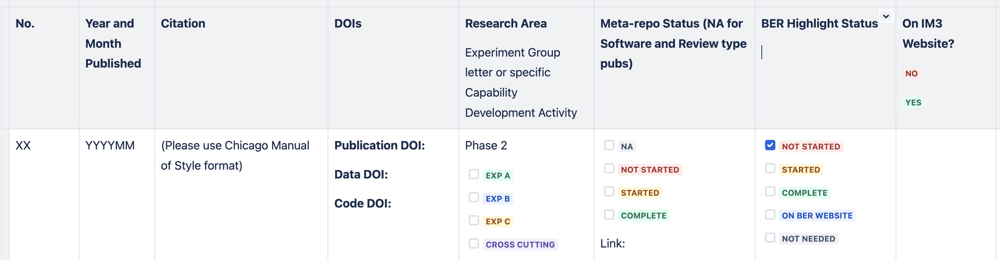 No.
Year and
Month
Published
Citation
DOIs
Research Area
Experiment Group
letter or specific
Capability
Development Activity
Meta-repo Status (NA for
Software and Review type
pubs)
BER Highlight Status
On IM3
Website?
NO
YES
XX
YYYYMM
(Please use Chicago Manual
of Style format)
Publication DOI:
Data DOI:
Code DOI:
Phase 2
EXP A
EXP B
EXP C
CROSS CUTTING
NA
NOT STARTED
STARTED
COMPLETE
Link:
NOT STARTED
STARTED
COMPLETE
ON BER WEBSITE
NOT NEEDED